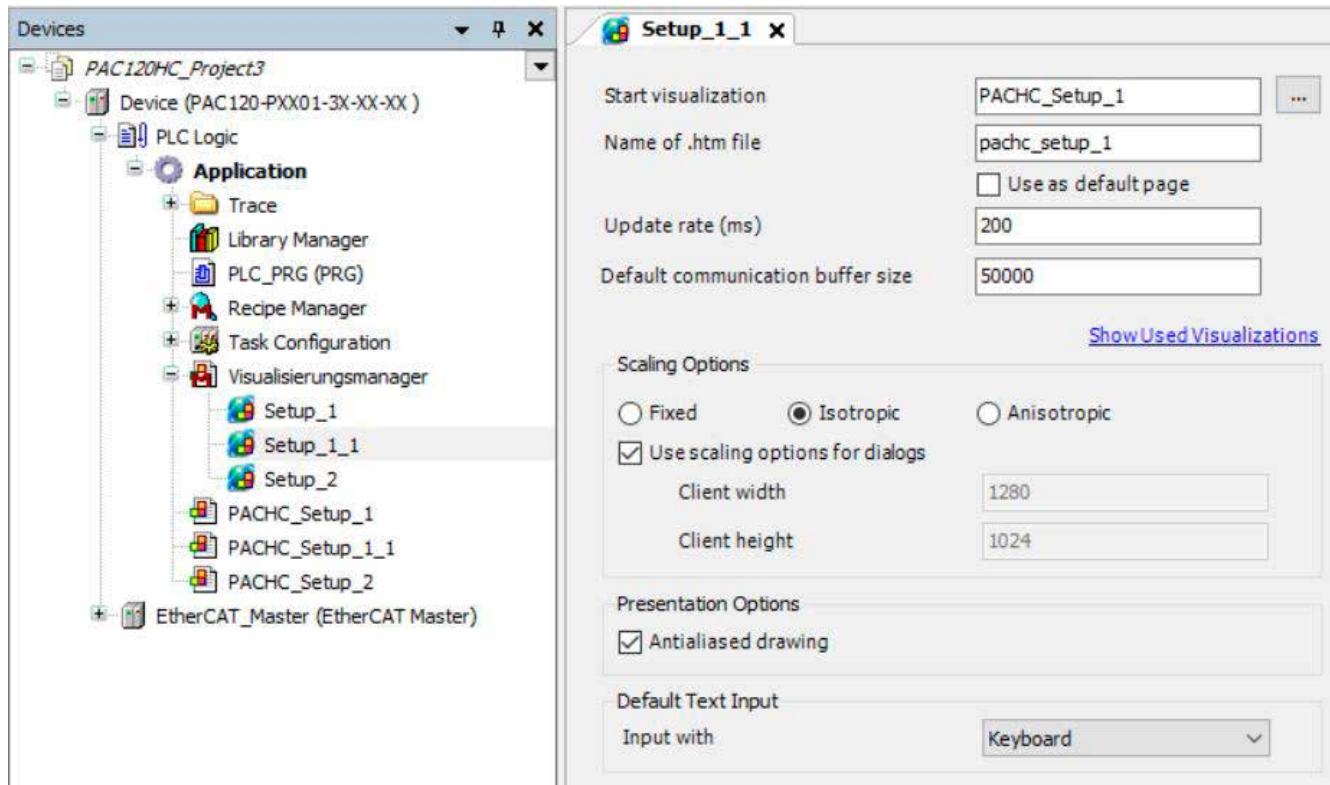 Devices
PAC120HC_Project3
Device (PAC120-PXX01-3X-XX-XX )
PLC Logic
Application
Trace
Library Manager
PLC_PRG (PRG)
Recipe Manager
Task Configuration
Visualisierungsmanager
Setup_1
Setup_1_1
Setup_2
PACHC_Setup_1
PACHC_Setup_1_1
PACHC_Setup_2
EtherCAT_Master (EtherCAT Master)
Setup_1_1
Start visualization PACHC_Setup_1 ...
Name of .htm file pachc_setup_1
Use as default page
Update rate (ms) 200
Default communication buffer size 50000
Show Used Visualizations
Scaling Options
Fixed Isotropic Anisotropic
Use scaling options for dialogs
Client width 1280
Client height 1024
Presentation Options
Antialiased drawing
Default Text Input
Input with Keyboard